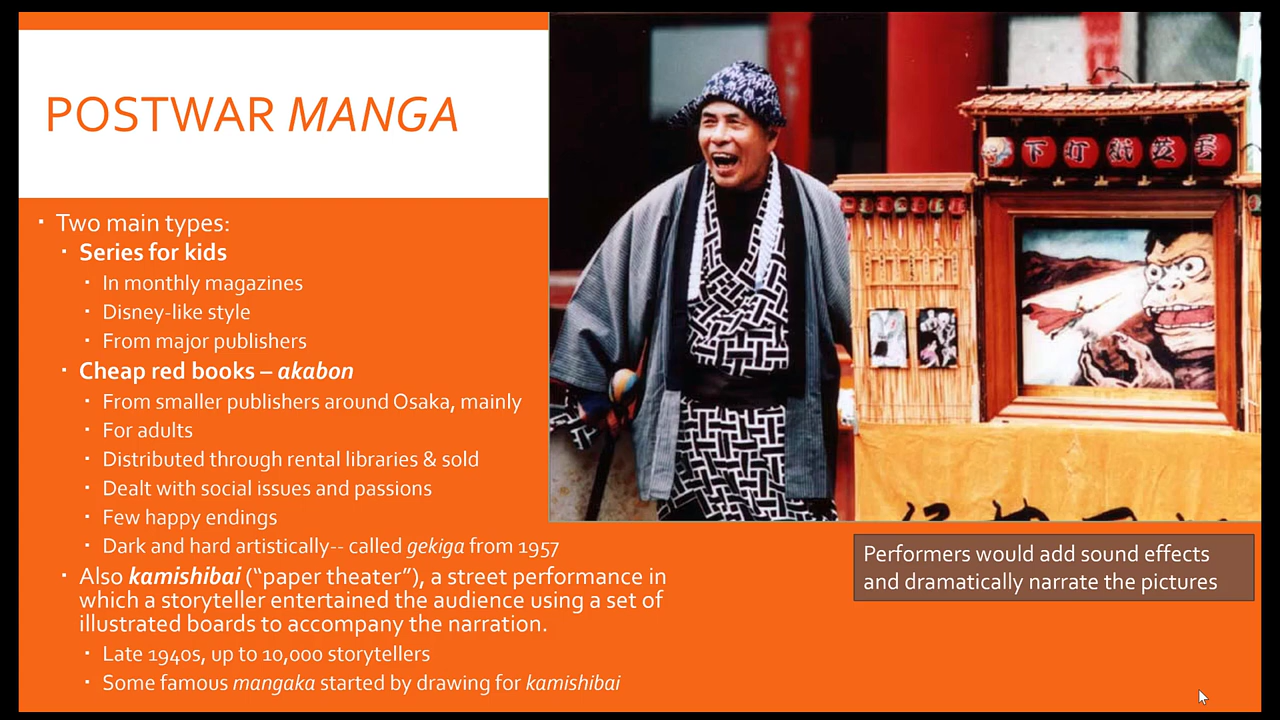 POSTWAR MANGA
Two main types:
Series for kids
In monthly magazines
Disney-like style
From major publishers
Cheap red books – akabon
From smaller publishers around Osaka, mainly
For adults
Distributed through rental libraries & sold
Dealt with social issues and passions
Few happy endings
Dark and hard artistically-- called gekiga from 1957
Also kamishibai (“paper theater”), a street performance in
which a storyteller entertained the audience using a set of
illustrated boards to accompany the narration.
Late 1940s, up to 10,000 storytellers
Some famous mangaka started by drawing for kamishibai
下町紙芝
Performers would add sound effects
and dramatically narrate the pictures